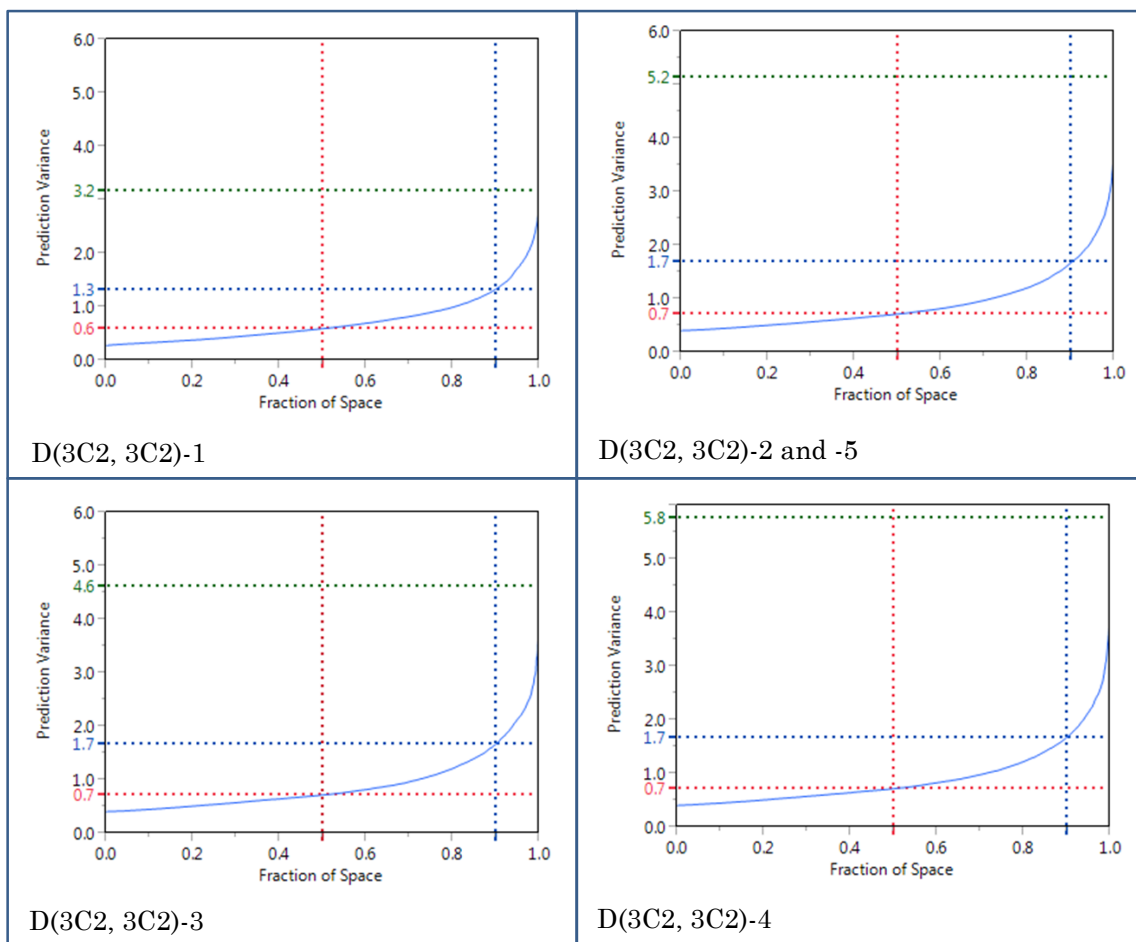 6.0
5.0
4.0
3.2
2.0
1.3
1.0
0.6
0.0
Prediction Variance
0.0 0.2 0.4 0.6 0.8 1.0
Fraction of Space
D(3C2, 3C2)-1
6.0
5.2
4.0
3.0
2.0
1.7
1.0
0.7
0.0
Prediction Variance
0.0 0.2 0.4 0.6 0.8 1.0
Fraction of Space
D(3C2, 3C2)-2 and -5
6.0
5.0
4.6
4.0
3.0
2.0
1.7
1.0
0.7
0.0
Prediction Variance
0.0 0.2 0.4 0.6 0.8 1.0
Fraction of Space
D(3C2, 3C2)-3
5.8
5.0
4.0
3.0
2.0
1.7
1.0
0.7
0.0
Prediction Variance
0.0 0.2 0.4 0.6 0.8 1.0
Fraction of Space
D(3C2, 3C2)-4